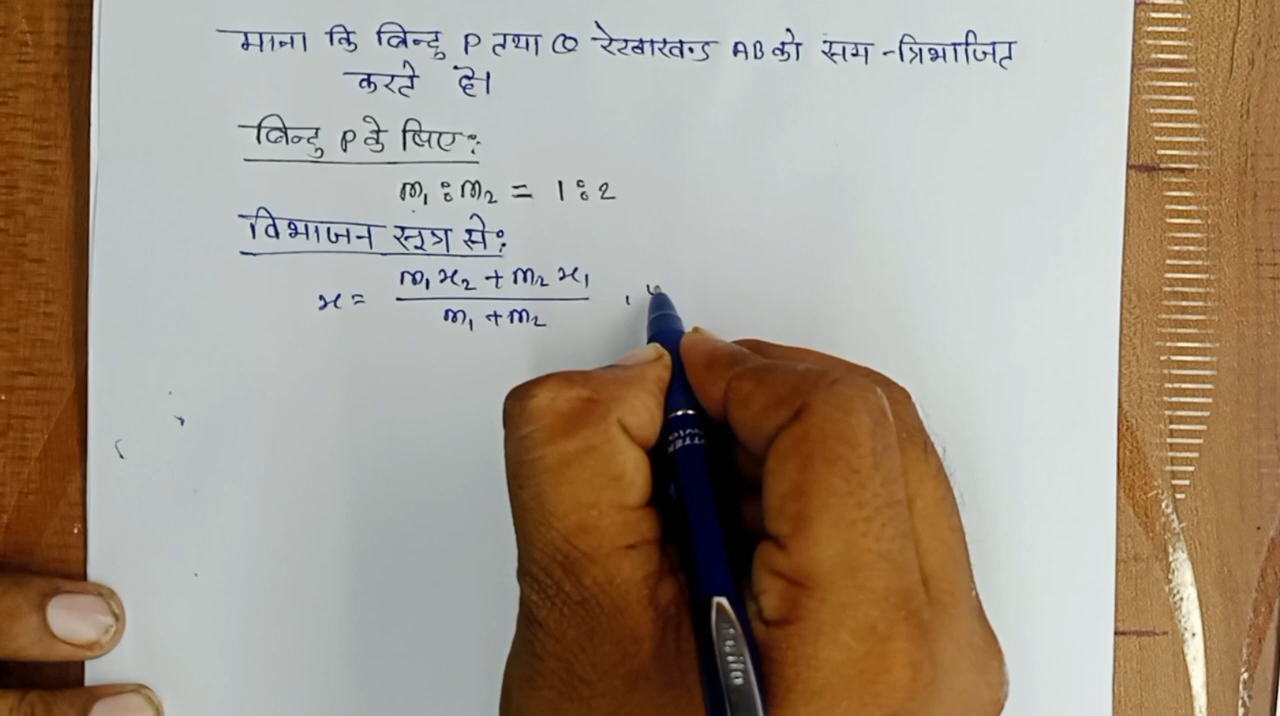 माना कि बिन्दु P तथा Q रेखाखण्ड AB को सम-त्रिभाजित
करते है।
बिन्दु P के लिए:
m₁ : m₂ = 1 : 2
विभाजन सूत्र से:
x = (m₁x₂ + m₂x₁) / (m₁ + m₂) ,